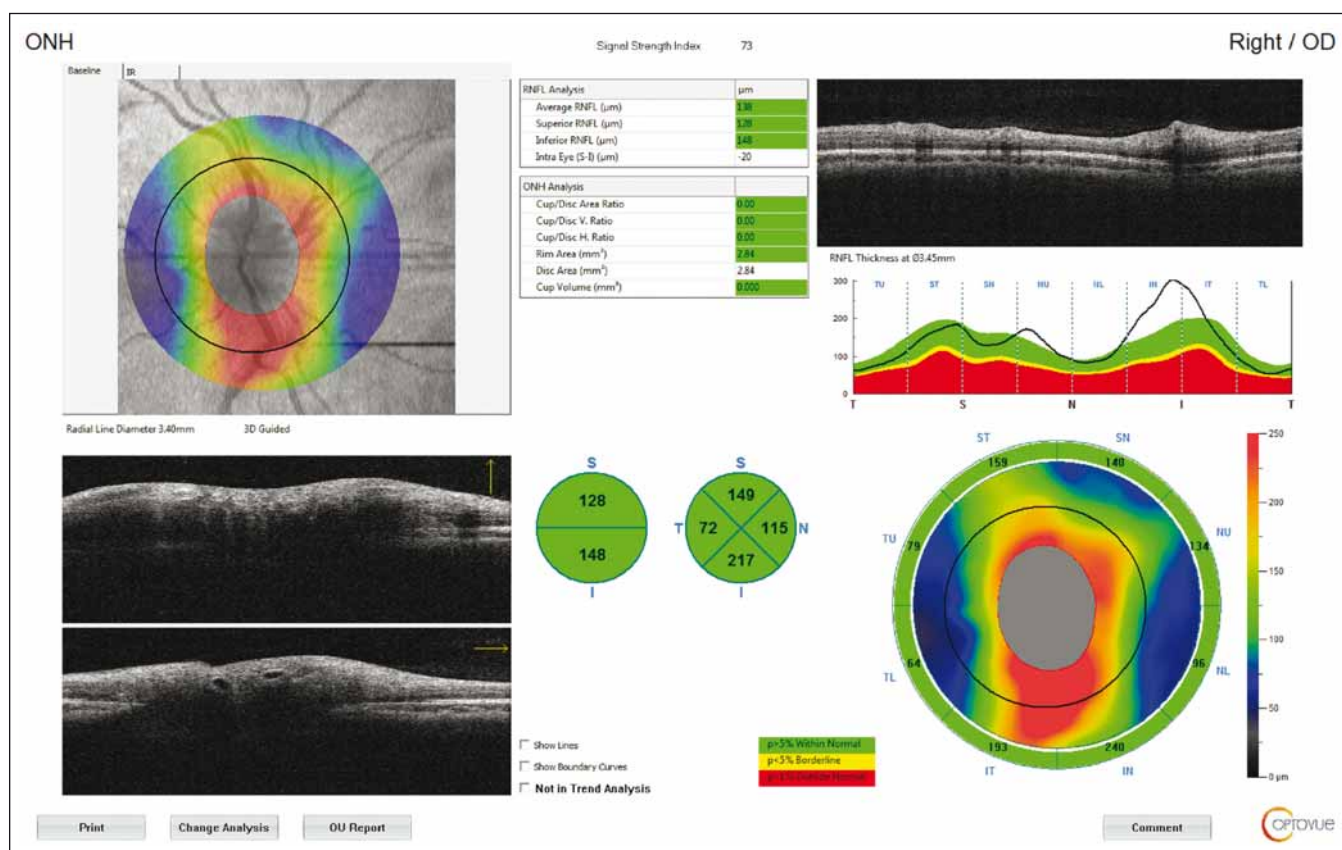 ONH
Signal Strength Index 73
Right / OD
Baseline IR
RNFL Analysis µm
Average RNFL (µm) 138
Superior RNFL (µm) 128
Inferior RNFL (µm) 148
Intra Eye (S-I) (µm) -20
ONH Analysis
Cup/Disc Area Ratio 0.00
Cup/Disc V. Ratio 0.00
Cup/Disc H. Ratio 0.00
Rim Area (mm²) 2.84
Disc Area (mm²) 2.84
Cup Volume (mm³) 0.000
RNFL Thickness at Ø3.45mm
300
TU ST SN NU NL IN IT TL
200
100
0
T S N I T
Radial Line Diameter 3.40mm 3D Guided
S
128
148
I
S
149
T 72 115 N
217
I
ST SN
159 140
TU NU
79 134
64 96
TL NL
193 240
IT IN
250
200
150
100
50
0 µm
Show Lines
Show Boundary Curves
Not in Trend Analysis
p>5% Within Normal
p<5% Borderline
p<1% Outside Normal
Print Change Analysis OU Report Comment
OPTOVUE